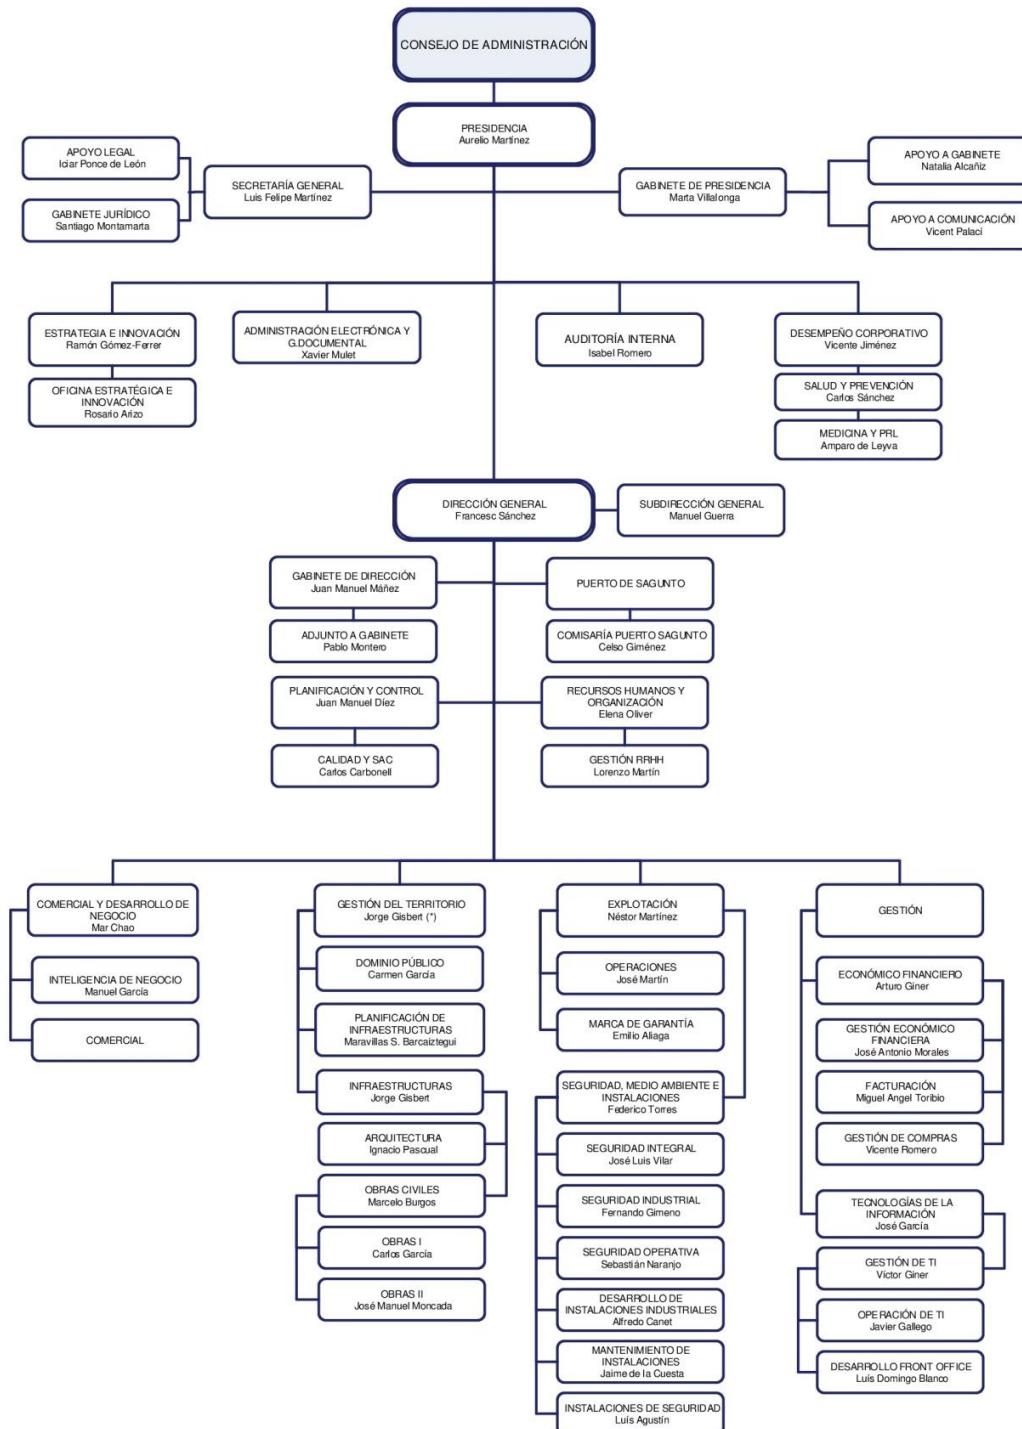 CONSEJO DE ADMINISTRACIÓN
PRESIDENCIA
Aurelio Martínez
APOYO LEGAL
Iciar Ponce de León
SECRETARÍA GENERAL
Luis Felipe Martínez
GABINETE JURÍDICO
Santiago Montamarta
GABINETE DE PRESIDENCIA
Marta Villalonga
APOYO A GABINETE
Natalia Alcañiz
APOYO A COMUNICACIÓN
Vicent Palací
ESTRATEGIA E INNOVACIÓN
Ramón Gómez-Ferrer
OFICINA ESTRATÉGICA E
INNOVACIÓN
Rosario Arizo
ADMINISTRACIÓN ELECTRÓNICA Y
G.DOCUMENTAL
Xavier Mulet
AUDITORÍA INTERNA
Isabel Romero
DESEMPEÑO CORPORATIVO
Vicente Jiménez
SALUD Y PREVENCIÓN
Carlos Sánchez
MEDICINA Y PRL
Amparo de Leyva
DIRECCIÓN GENERAL
Francesc Sánchez
SUBDIRECCIÓN GENERAL
Manuel Guerra
GABINETE DE DIRECCIÓN
Juan Manuel Máñez
ADJUNTO A GABINETE
Pablo Montero
PUERTO DE SAGUNTO
COMISARÍA PUERTO SAGUNTO
Celso Giménez
PLANIFICACIÓN Y CONTROL
Juan Manuel Díez
CALIDAD Y SAC
Carlos Carbonell
RECURSOS HUMANOS Y
ORGANIZACIÓN
Elena Oliver
GESTIÓN RRHH
Lorenzo Martín
COMERCIAL Y DESARROLLO DE
NEGOCIO
Mar Chao
INTELIGENCIA DE NEGOCIO
Manuel García
COMERCIAL
GESTIÓN DEL TERRITORIO
Jorge Gisbert (*)
DOMINIO PÚBLICO
Carmen García
PLANIFICACIÓN DE
INFRAESTRUCTURAS
Maravillas S. Barcaiztegui
INFRAESTRUCTURAS
Jorge Gisbert
ARQUITECTURA
Ignacio Pascual
OBRAS CIVILES
Marcelo Burgos
OBRAS I
Carlos García
OBRAS II
José Manuel Moncada
EXPLOTACIÓN
Néstor Martínez
OPERACIONES
José Martín
MARCA DE GARANTÍA
Emilio Aliaga
SEGURIDAD, MEDIO AMBIENTE E
INSTALACIONES
Federico Torres
SEGURIDAD INTEGRAL
José Luis Vilar
SEGURIDAD INDUSTRIAL
Fernando Gimeno
SEGURIDAD OPERATIVA
Sebastián Naranjo
DESARROLLO DE
INSTALACIONES INDUSTRIALES
Alfredo Canet
MANTENIMIENTO DE
INSTALACIONES
Jaime de la Cuesta
INSTALACIONES DE SEGURIDAD
Luís Agustín
GESTIÓN
ECONÓMICO FINANCIERO
Arturo Giner
GESTIÓN ECONÓMICO
FINANCIERA
José Antonio Morales
FACTURACIÓN
Miguel Angel Toribio
GESTIÓN DE COMPRAS
Vicente Romero
TECNOLOGÍAS DE LA
INFORMACIÓN
José García
GESTIÓN DE TI
Víctor Giner
OPERACIÓN DE TI
Javier Gallego
DESARROLLO FRONT OFFICE
Luís Domingo Blanco